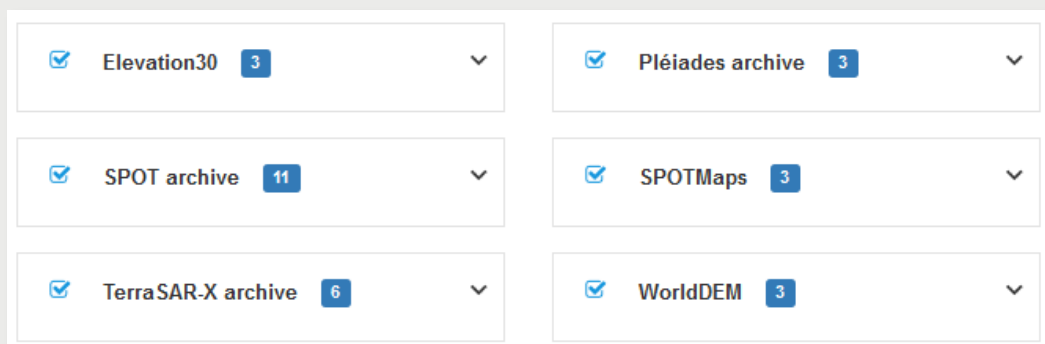 Elevation30 3
Pléiades archive 3
SPOT archive 11
SPOTMaps 3
TerraSAR-X archive 6
WorldDEM 3